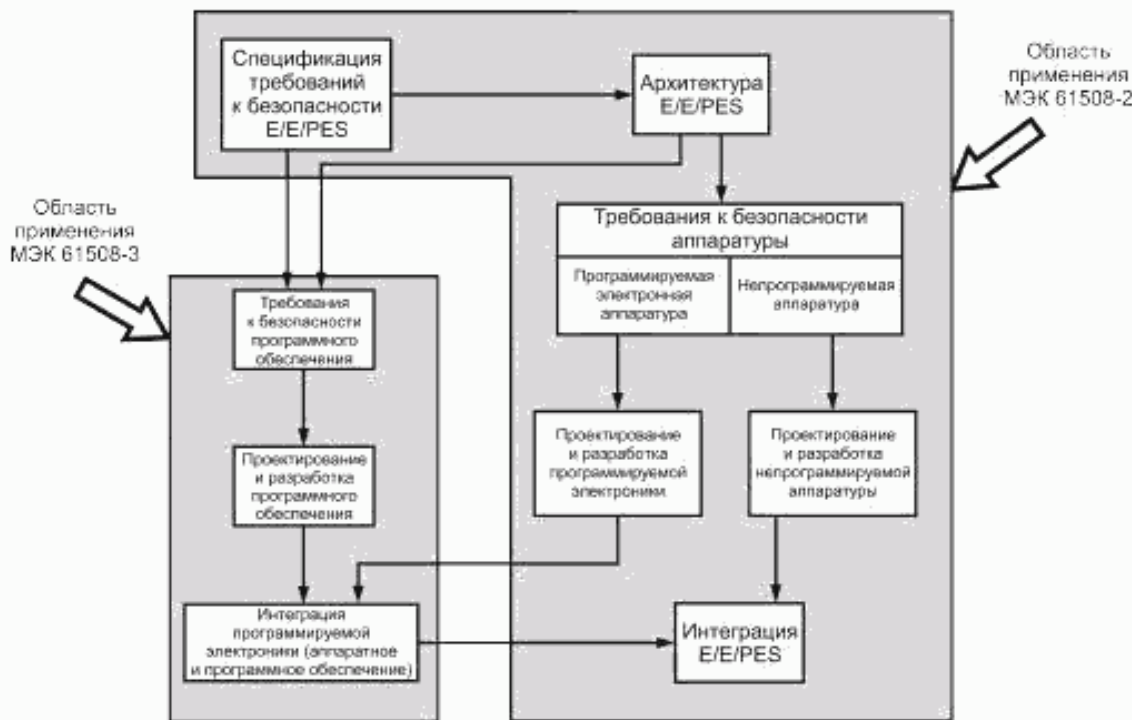 Спецификация
требований
к безопасности
E/E/PES
Архитектура
E/E/PES
Область
применения
МЭК 61508-2
Область
применения
МЭК 61508-3
Требования к безопасности
аппаратуры
Программируемая
электронная
аппаратура
Непрограммируемая
аппаратура
Требования
к безопасности
программного
обеспечения
Проектирование
и разработка
программного
обеспечения
Проектирование
и разработка
программируемой
электроники
Проектирование
и разработка
непрограммируемой
аппаратуры
Интеграция
программируемой
электроники (аппаратное
и программное обеспечение)
Интеграция
E/E/PES